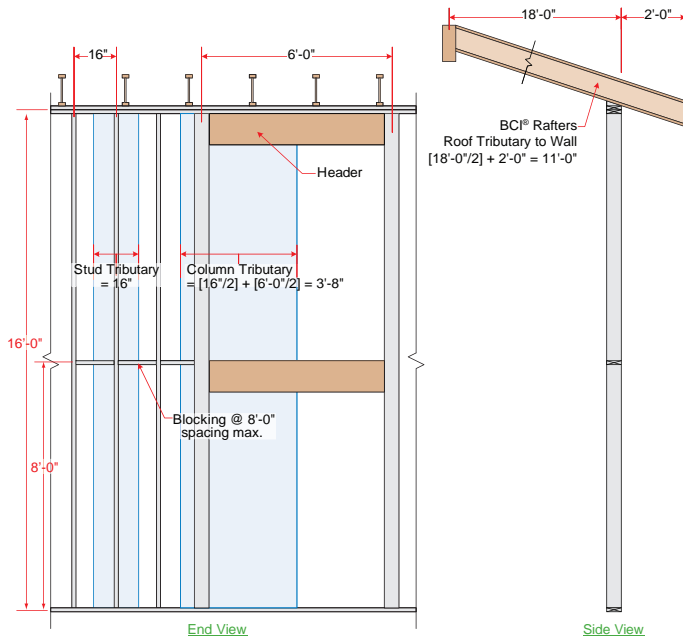 18'-0"
2'-0"
16"
6'-0"
BCI® Rafters
Roof Tributary to Wall
[18'-0"/2] + 2'-0" = 11'-0"
Header
Stud Tributary
= 16"
Column Tributary
= [16"/2] + [6'-0"/2] = 3'-8"
16'-0"
Blocking @ 8'-0"
spacing max.
8'-0"
End View
Side View